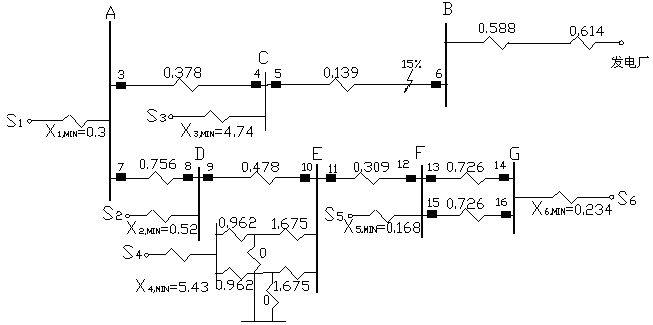 A
B
0.588
0.614
发电厂
C
15%
3
0.378
4
5
0.139
6
S1
X1,MIN=0.3
S3
X3,MIN=4.74
7
0.756
8
D
9
0.478
10
E
11
0.309
12
F
13
0.726
14
G
S2
X2,MIN=0.52
S5
X5,MIN=0.168
15
0.726
16
X6,MIN=0.234
S6
0.962
1.675
S4
X4,MIN=5.43
0
0.962
1.675
0